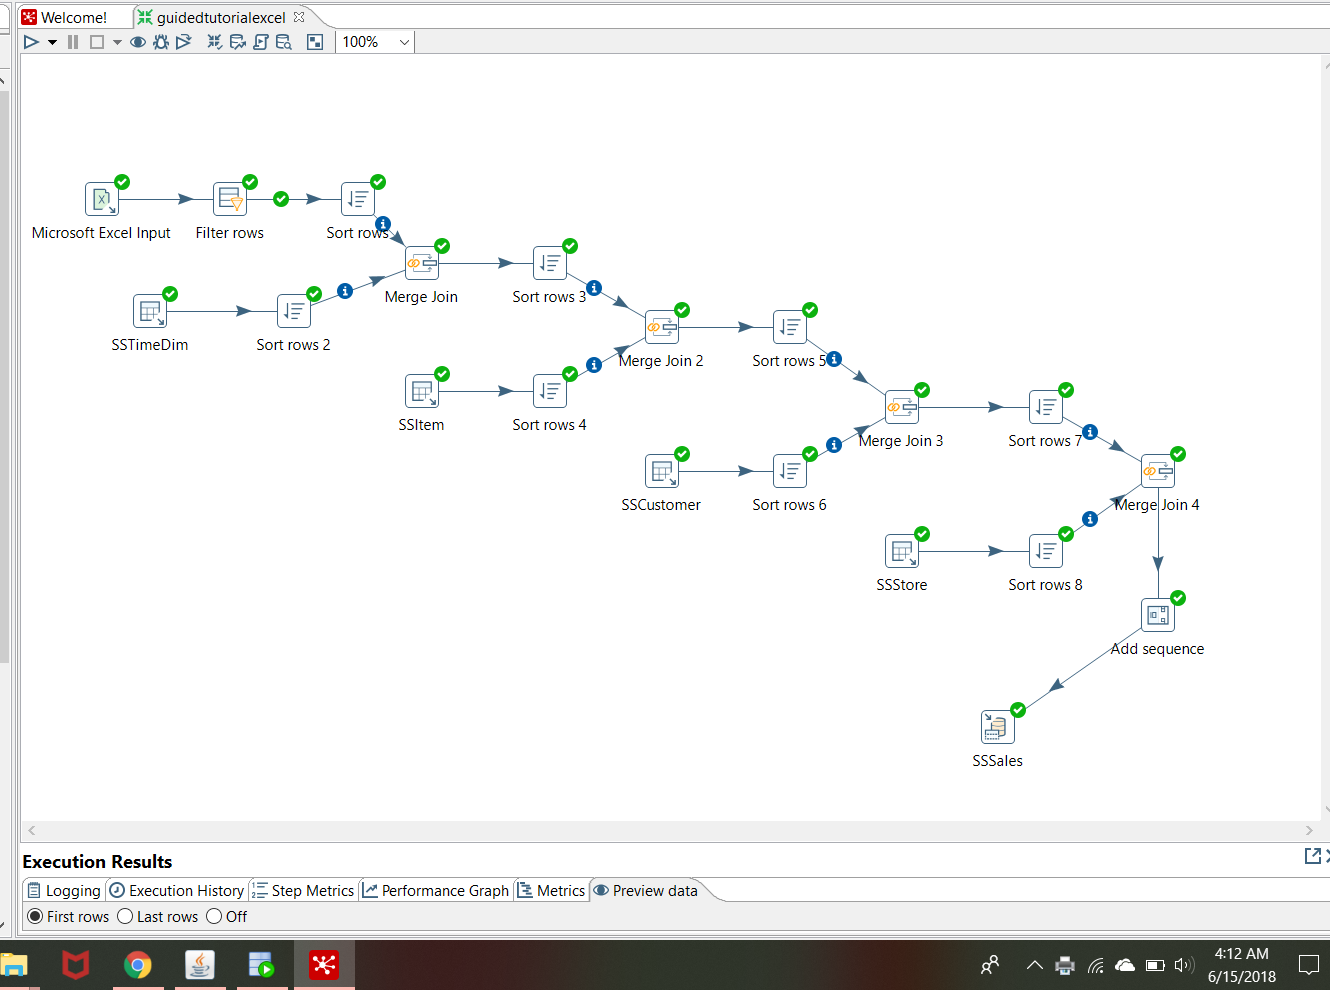 Welcome!
guidedtutorialexcel
100%
Microsoft Excel Input
Filter rows
Sort rows
Merge Join
Sort rows 3
SSTimeDim
Sort rows 2
Merge Join 2
Sort rows 5
SSItem
Sort rows 4
Merge Join 3
Sort rows 7
SSCustomer
Sort rows 6
Merge Join 4
SSStore
Sort rows 8
Add sequence
SSSales
Execution Results
Logging
Execution History
Step Metrics
Performance Graph
Metrics
Preview data
First rows
Last rows
Off
4:12 AM
6/15/2018